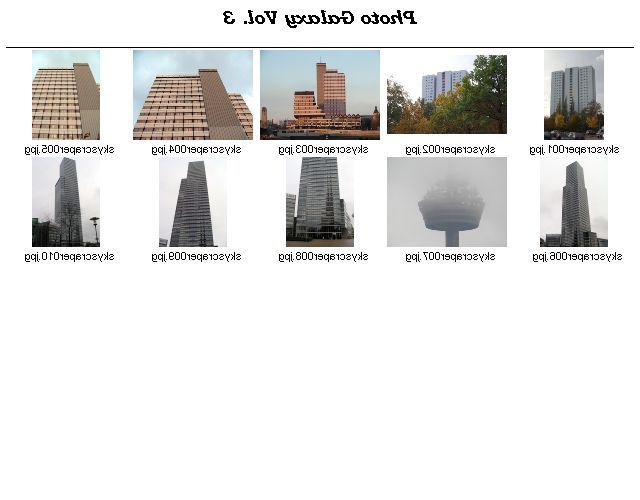 Photo Galaxy Vol. 3
skyscraper001.jpg
skyscraper002.jpg
skyscraper003.jpg
skyscraper004.jpg
skyscraper005.jpg
skyscraper006.jpg
skyscraper007.jpg
skyscraper008.jpg
skyscraper009.jpg
skyscraper010.jpg